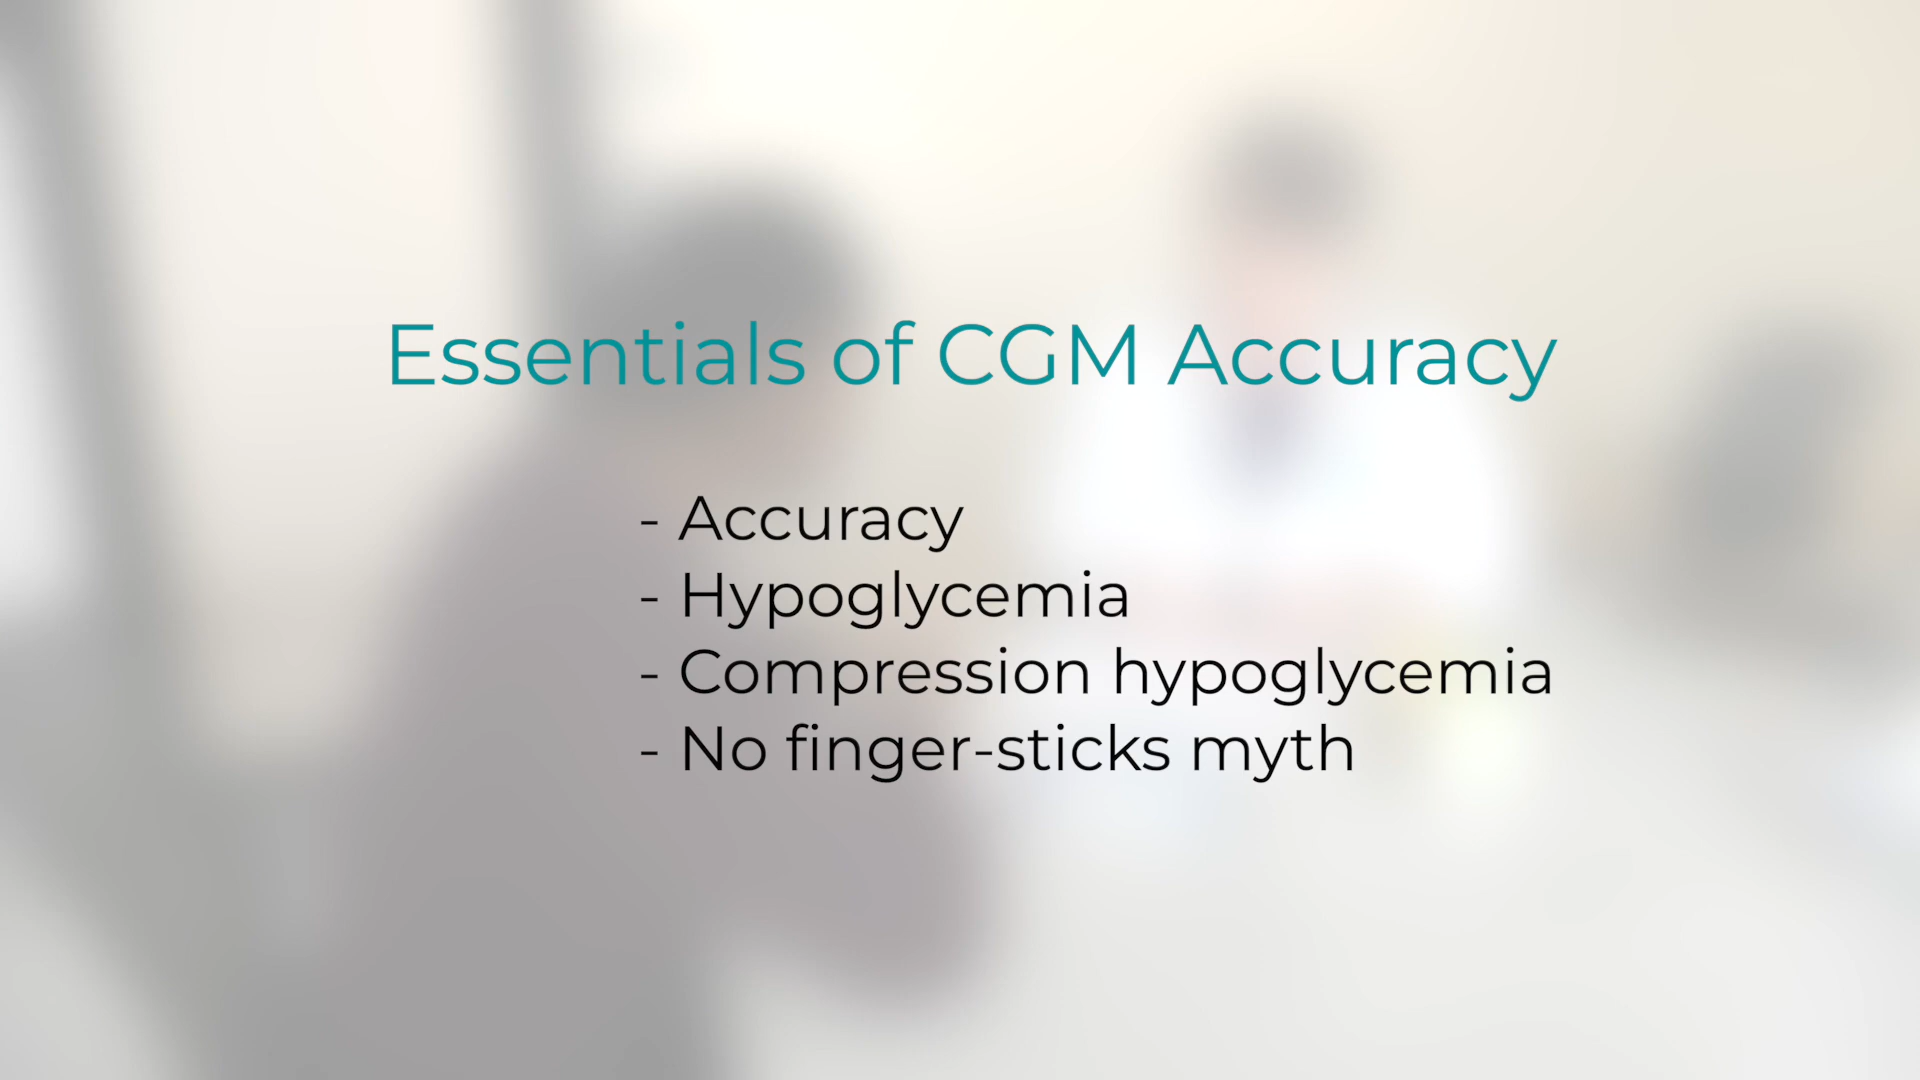 Essentials of CGM Accuracy
- Accuracy
- Hypoglycemia
- Compression hypoglycemia
- No finger-sticks myth